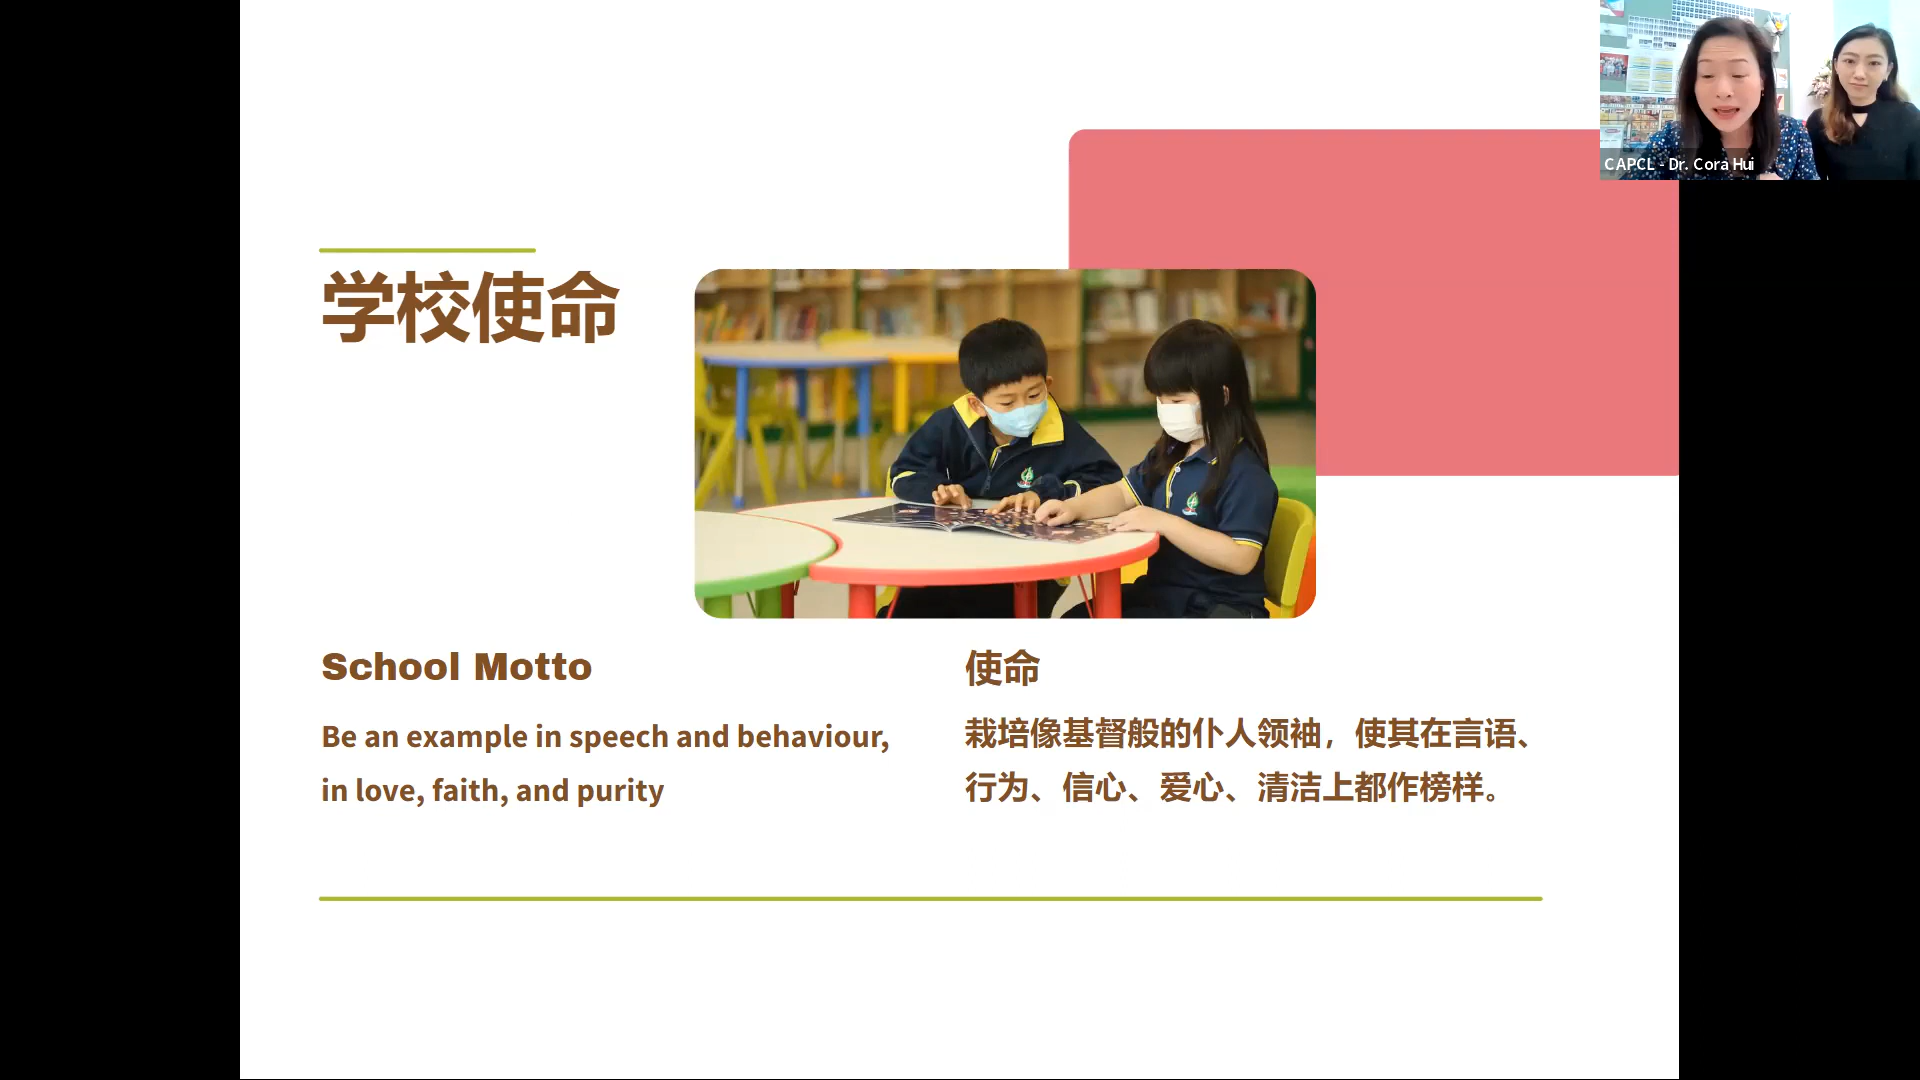 CAPCL - Dr. Cora Hui
学校使命
School Motto
Be an example in speech and behaviour,
in love, faith, and purity
使命
栽培像基督般的仆人领袖，使其在言语、
行为、信心、爱心、清洁上都作榜样。